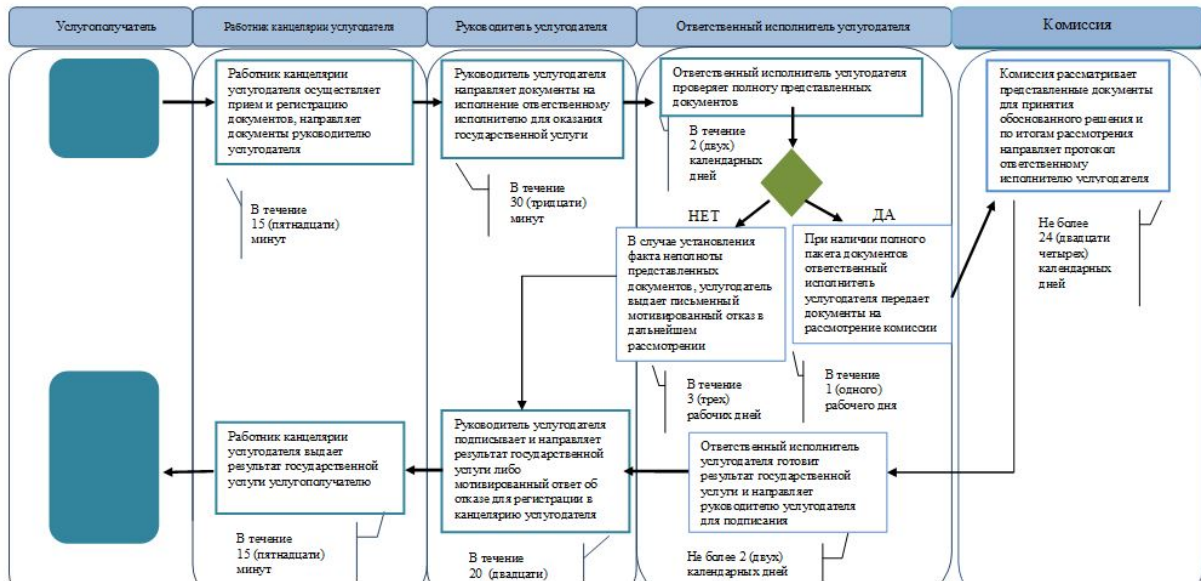 Услугополучатель
Работник канцелярии услугодателя
Руководитель услугодателя
Ответственный исполнитель услугодателя
Комиссия
Работник канцелярии
услугодателя осуществляет
прием и регистрацию
документов, направляет
документы руководителю
услугодателя
В течение
15 (пятнадцати)
минут
Руководитель услугодателя
направляет документы на
исполнение ответственному
исполнителю для оказания
государственной услуги
В течение
30 (тридцати)
минут
Ответственный исполнитель услугодателя
проверяет полноту представленных
документов
В течение
2 (двух)
календарных
дней
НЕТ
ДА
В случае установления
факта неполноты
представленных
документов, услугодатель
выдает письменный
мотивированный отказ в
дальнейшем
рассмотрении
В течение
3 (трех)
рабочих дней
При наличии полного
пакета документов
ответственный
исполнитель
услугодателя передает
документы на
рассмотрение комиссии
В течение
1 (одного)
рабочего дня
Комиссия рассматривает
представленные документы
для принятия
обоснованного решения и
по итогам рассмотрения
направляет протокол
ответственному
исполнителю услугодателя
Не более
24 (двадцати
четырех)
календарных
дней
Ответственный исполнитель
услугодателя готовит
результат государственной
услуги и направляет
руководителю услугодателя
для подписания
Не более 2 (двух)
календарных дней
Руководитель услугодателя
подписывает и направляет
результат государственной
услуги либо
мотивированный ответ об
отказе для регистрации в
канцелярию услугодателя
В течение
20 (двадцати)
Работник канцелярии
услугодателя выдает
результат государственной
услуги услугополучателю
В течение
15 (пятнадцати)
минут